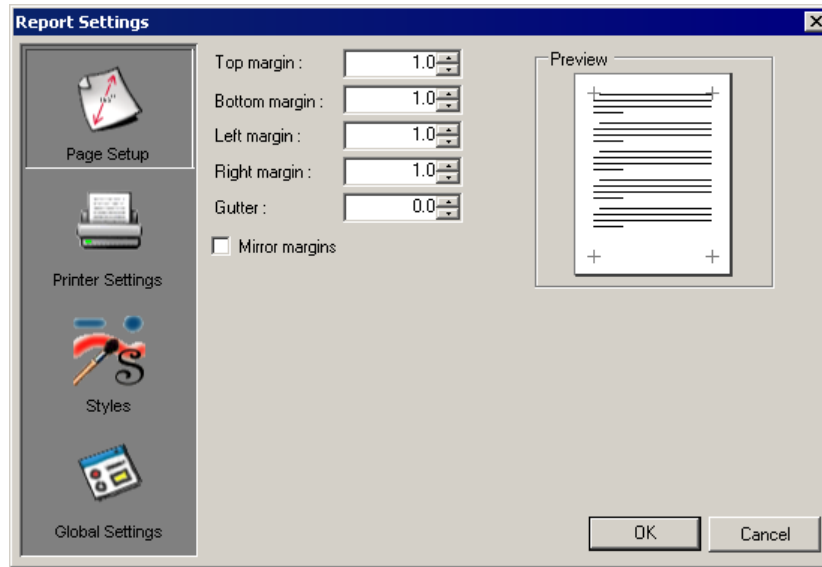 Report Settings
Page Setup
Printer Settings
Styles
Global Settings
Top margin : 1.0
Bottom margin : 1.0
Left margin : 1.0
Right margin : 1.0
Gutter : 0.0
Mirror margins
Preview
OK
Cancel